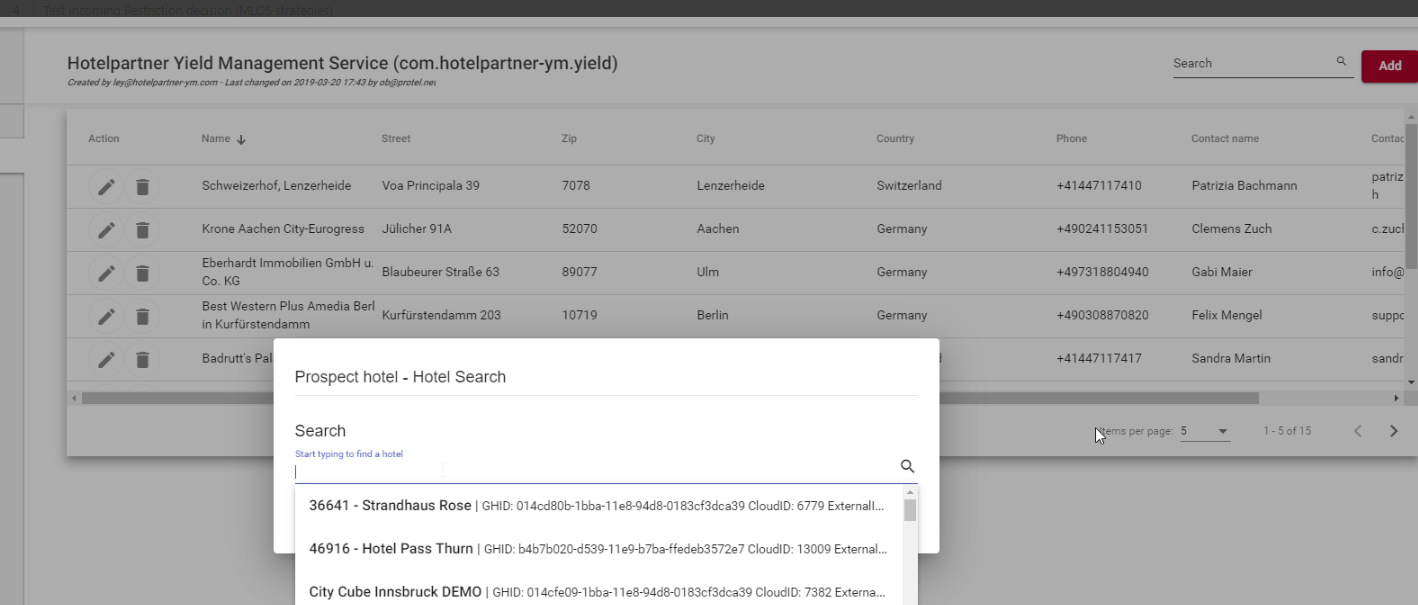 4 Test incoming Restriction decision (MLOS strategies)
Hotelpartner Yield Management Service (com.hotelpartner-ym.yield)
Created by ley@hotelpartner-ym.com - Last changed on 2019-03-20 17:43 by ob@protel.net
Search
Add
Action Name Street Zip City Country Phone Contact name Contac
Schweizerhof, Lenzerheide Voa Principala 39 7078 Lenzerheide Switzerland +41447117410 Patrizia Bachmann patriz
h
Krone Aachen City-Eurogress Jülicher 91A 52070 Aachen Germany +490241153051 Clemens Zuch c.zucl
Eberhardt Immobilien GmbH u.
Co. KG Blaubeurer Straße 63 89077 Ulm Germany +497318804940 Gabi Maier info@
Best Western Plus Amedia Berl
in Kurfürstendamm Kurfürstendamm 203 10719 Berlin Germany +490308870820 Felix Mengel suppo
Badrutt's Pal +41447117417 Sandra Martin sandr
Items per page: 5 1 - 5 of 15
Prospect hotel - Hotel Search
Search
Start typing to find a hotel
36641 - Strandhaus Rose | GHID: 014cd80b-1bba-11e8-94d8-0183cf3dca39 CloudID: 6779 ExternalI...
46916 - Hotel Pass Thurn | GHID: b4b7b020-d539-11e9-b7ba-ffedeb3572e7 CloudID: 13009 External...
City Cube Innsbruck DEMO | GHID: 014cfe09-1bba-11e8-94d8-0183cf3dca39 CloudID: 7382 Externa...